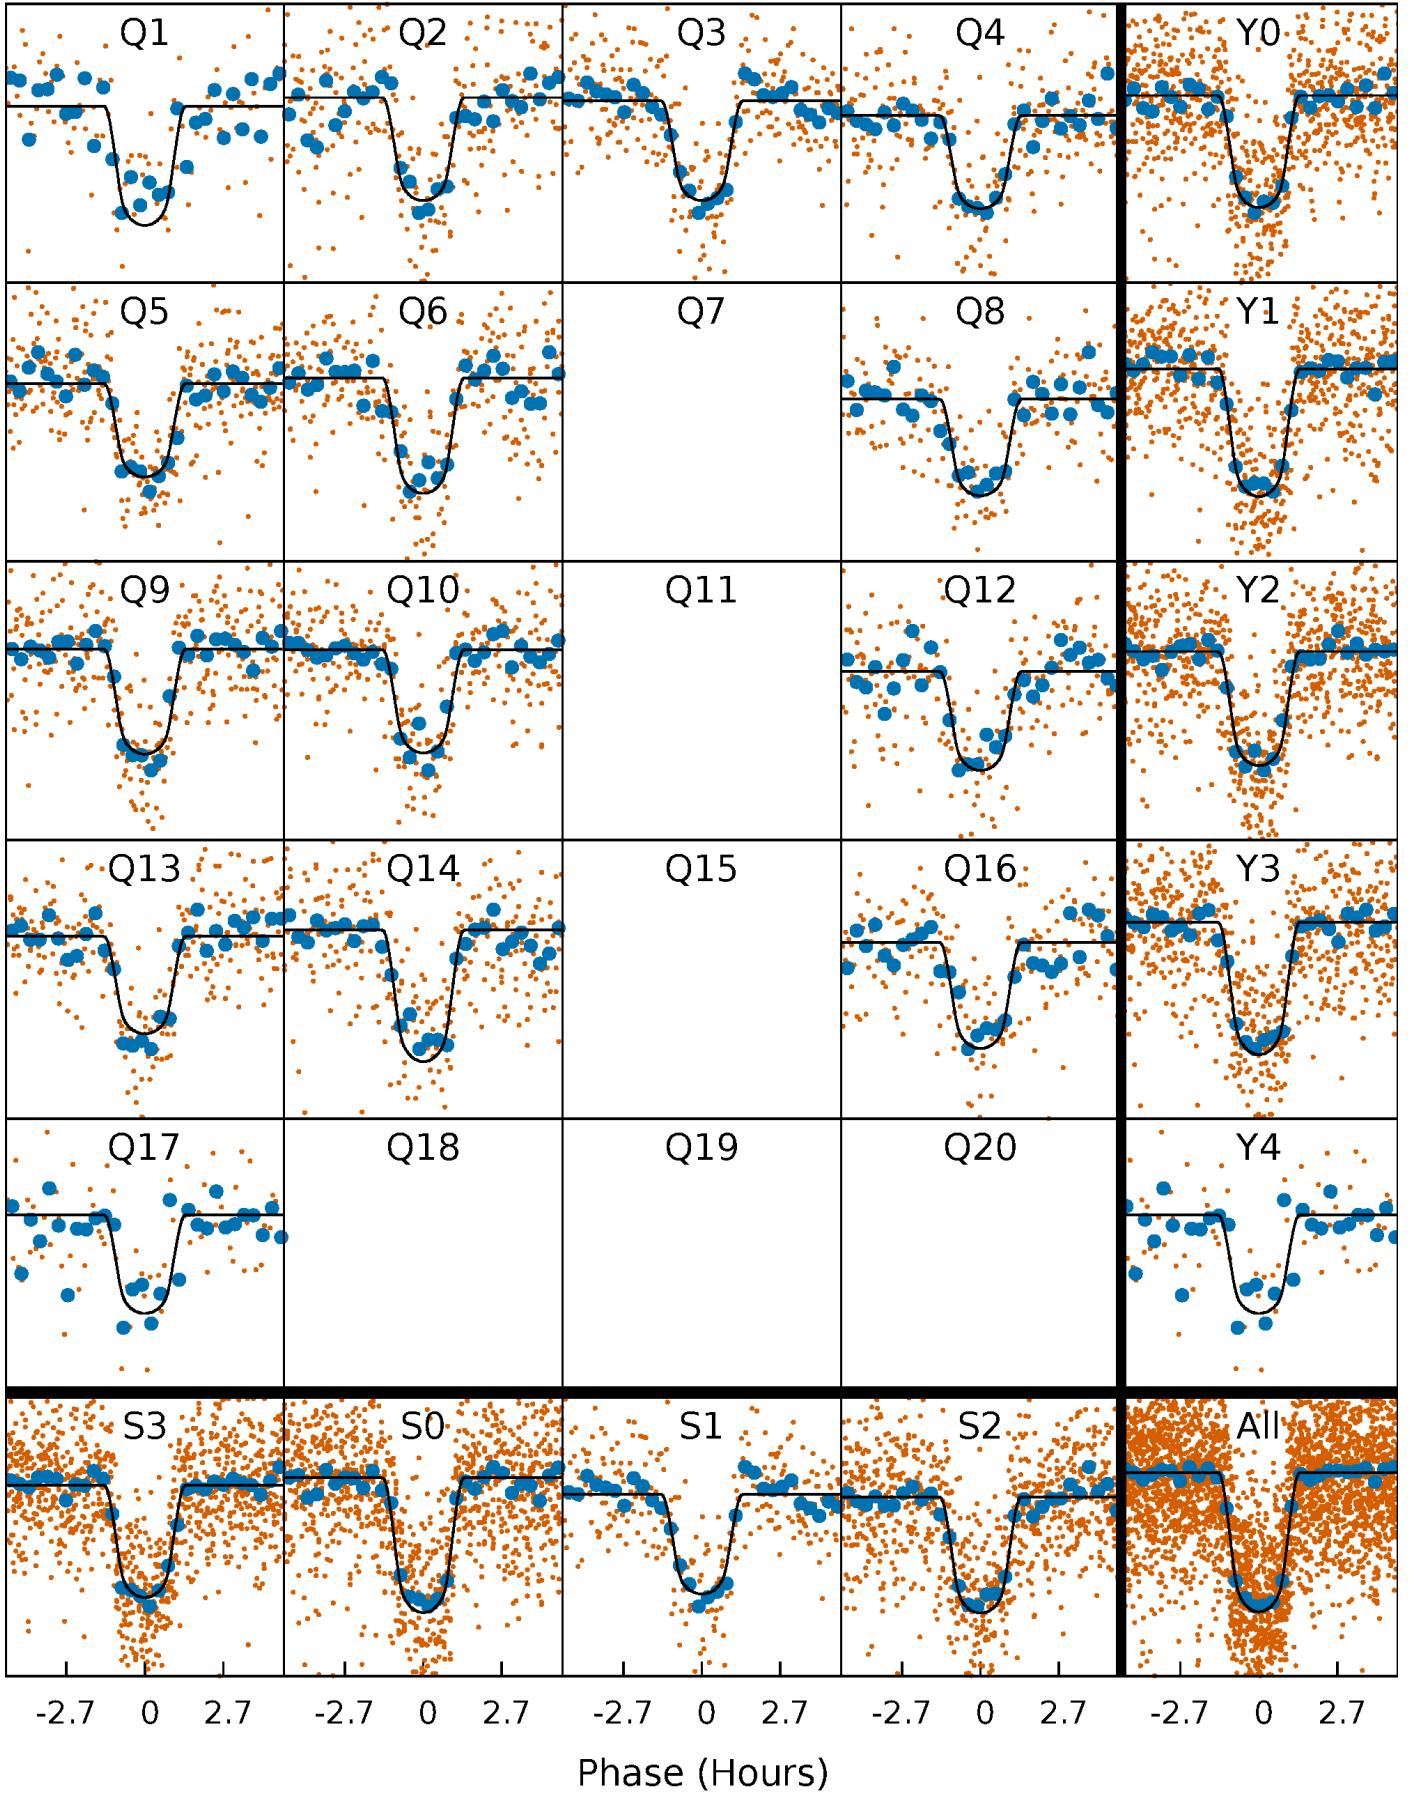 Q1 Q2 Q3 Q4 Y0
Q5 Q6 Q7 Q8 Y1
Q9 Q10 Q11 Q12 Y2
Q13 Q14 Q15 Q16 Y3
Q17 Q18 Q19 Q20 Y4
S3 S0 S1 S2 All
-2.7 0 2.7 -2.7 0 2.7 -2.7 0 2.7 -2.7 0 2.7 -2.7 0 2.7
Phase (Hours)